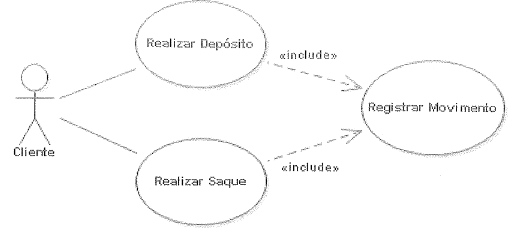 Realizar Depósito
«include»
Registrar Movimento
Cliente
«include»
Realizar Saque